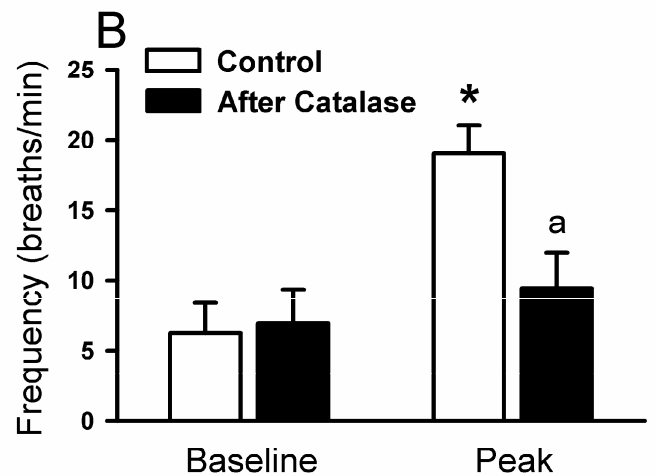 B
Control
After Catalase
Frequency (breaths/min)
25
20
15
10
5
0
*
a
Baseline Peak